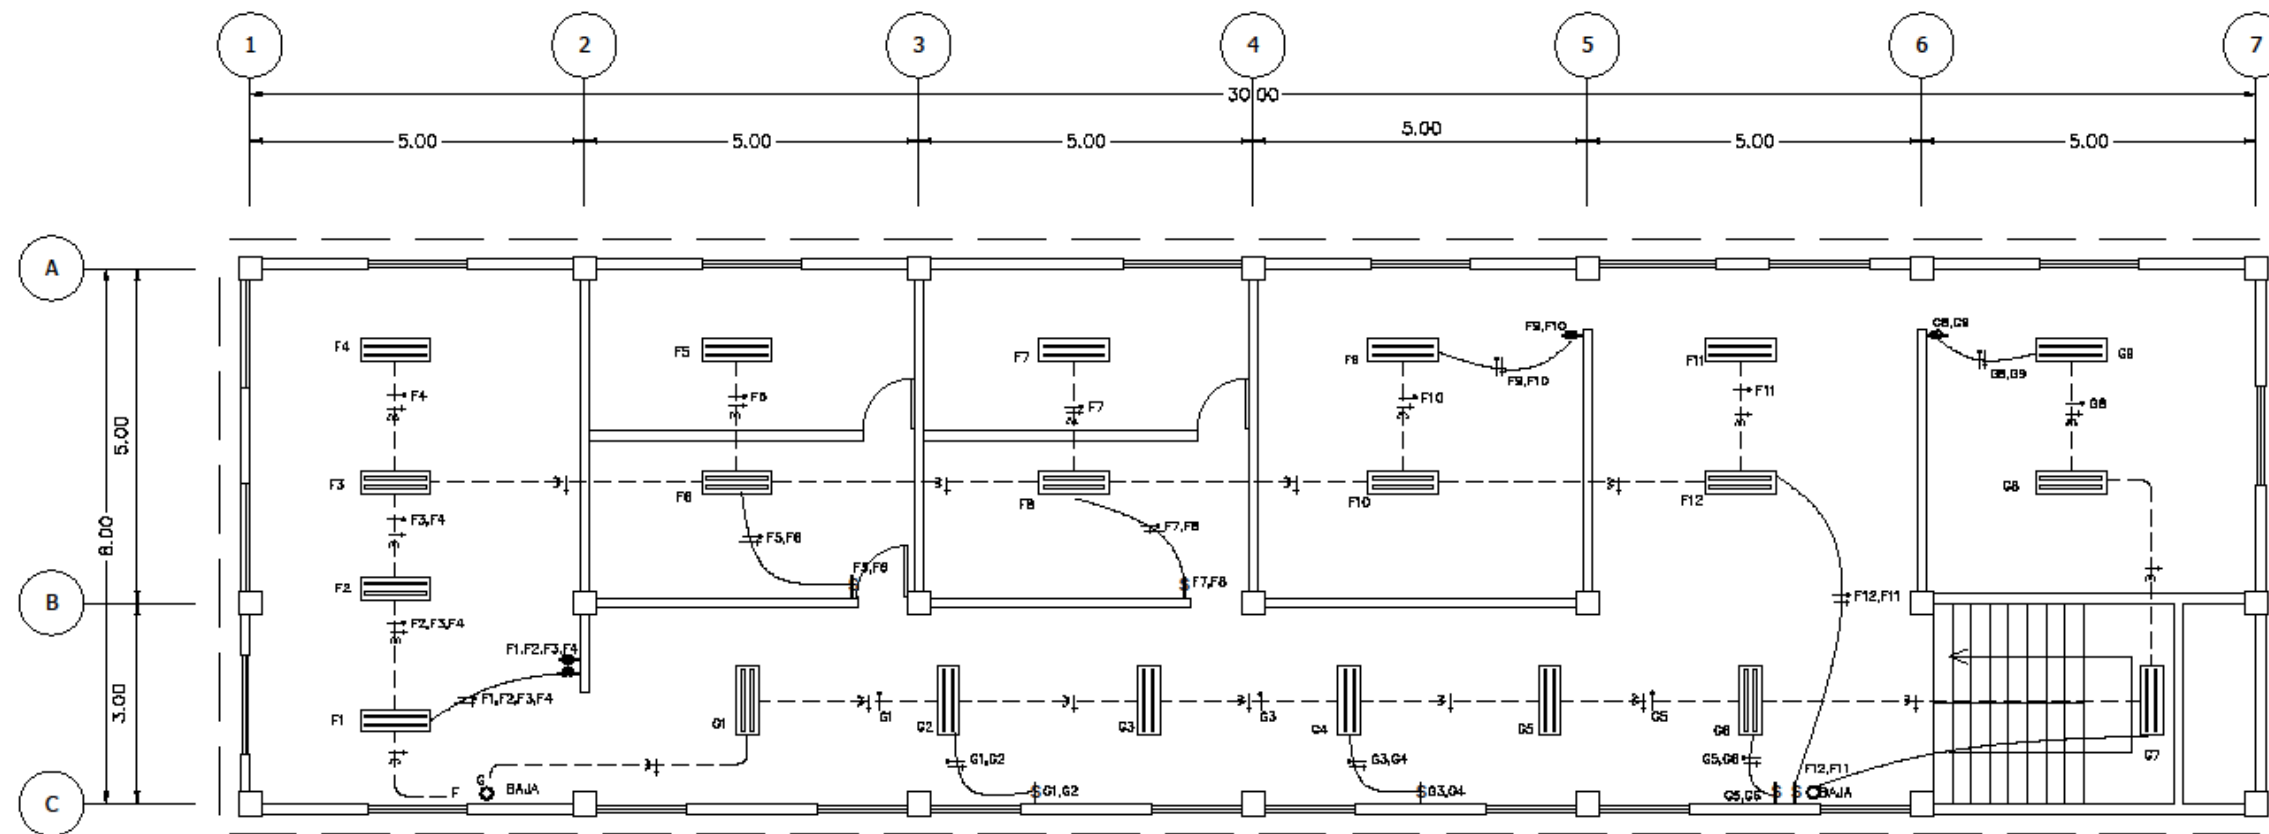 1 2 3 4 5 6 7
30.00
5.00 5.00 5.00 5.00 5.00 5.00
A
B
C
5.00
8.00
3.00
F9,F10
G8,G9
F4
F5
F7
F9
F11
G9
F9,F10
G8,G9
F4
F10
F11
F7
G8
F3
F6
F8
F10
F12
G8
F3,F4
F5,F6
F7,F8
F5,F6
F7,F8
F2
F12,F11
F2,F3,F4
F1,F2,F3,F4
F1,F2,F3,F4
F1
G1
G1
G2
G3
G3
G4
G5
G5
G6
G7
G1,G2
G3,G4
G5,G6
F12,F11
G
F
BAJA
G1,G2
G3,G4
G5,G6
BAJA